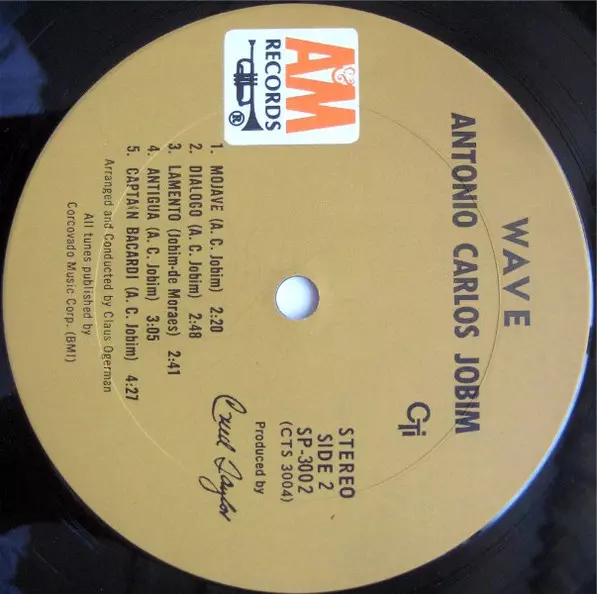 WAVE
ANTONIO CARLOS JOBIM
A&M
RECORDS
®
CTi
STEREO
SIDE 2
SP-3002
(CTS 3004)
Produced by
Creed Taylor
1. MOJAVE (A. C. Jobim) 2:20
2. DIALOGO (A. C. Jobim) 2:48
3. LAMENTO (Jobim-de Moraes) 2:41
4. ANTIGUA (A. C. Jobim) 3:05
5. CAPTAIN BACARDI (A. C. Jobim) 4:27
Arranged and Conducted by Claus Ogerman
All tunes published by
Corcovado Music Corp. (BMI)